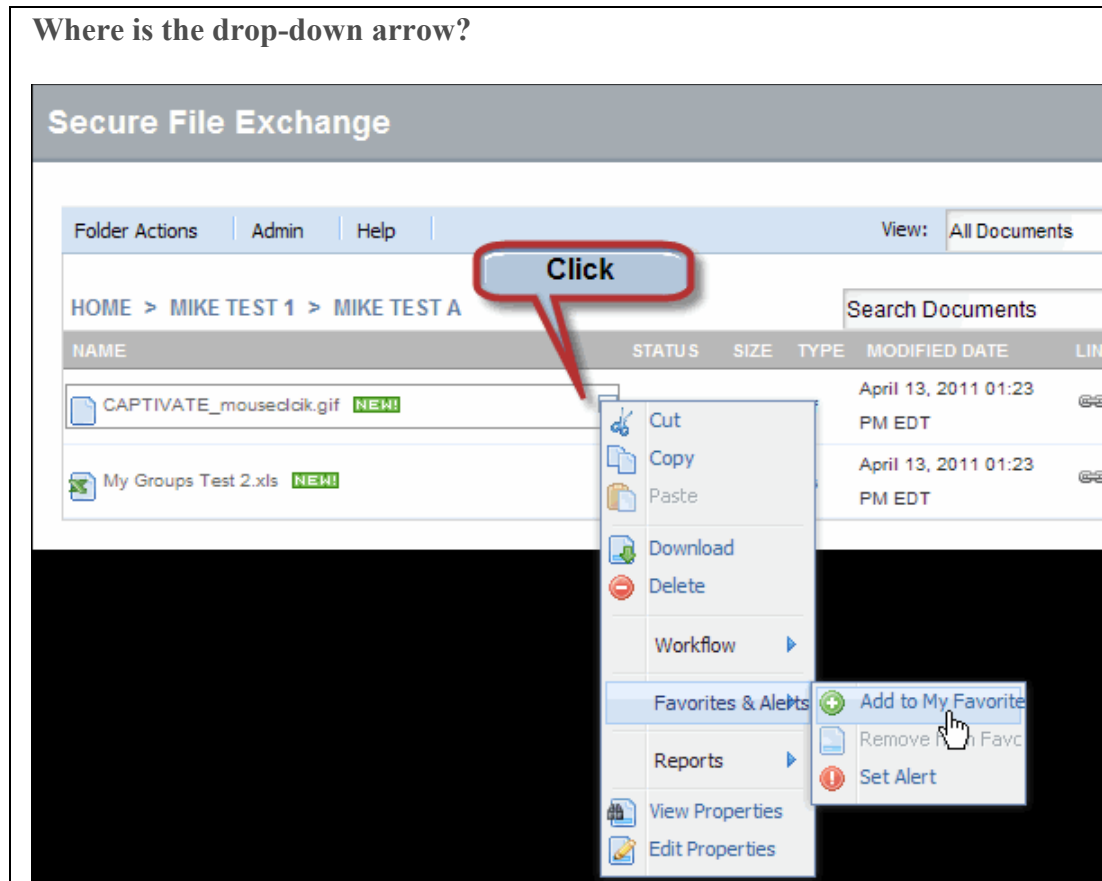 Where is the drop-down arrow?
Secure File Exchange
Folder Actions Admin Help View: All Documents
Click
HOME > MIKE TEST 1 > MIKE TEST A Search Documents
NAME STATUS SIZE TYPE MODIFIED DATE LIN
CAPTIVATE_mouseclcik.gif NEW! April 13, 2011 01:23
PM EDT
My Groups Test 2.xls NEW! April 13, 2011 01:23
PM EDT
Cut
Copy
Paste
Download
Delete
Workflow
Favorites & Alerts
Add to My Favorite
Remove Favc
Reports
Set Alert
View Properties
Edit Properties